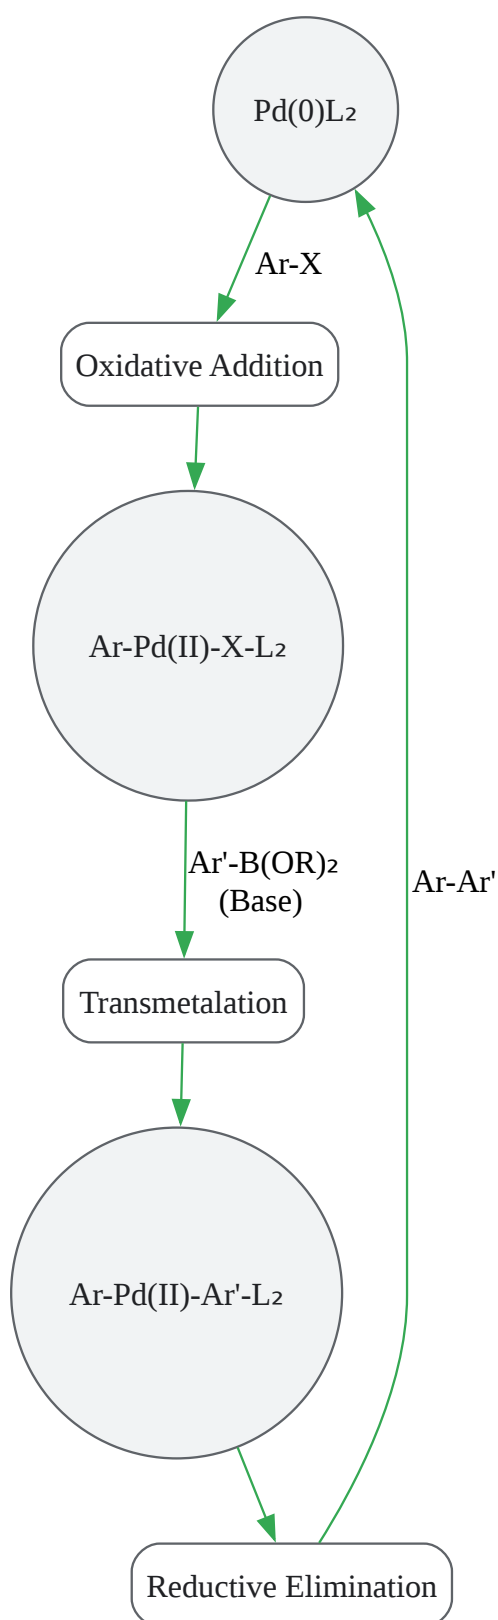 Pd(0)L₂
Ar-X
Oxidative Addition
Ar-Pd(II)-X-L₂
Ar'-B(OR)₂
(Base)
Ar-Ar'
Transmetalation
Ar-Pd(II)-Ar'-L₂
Reductive Elimination